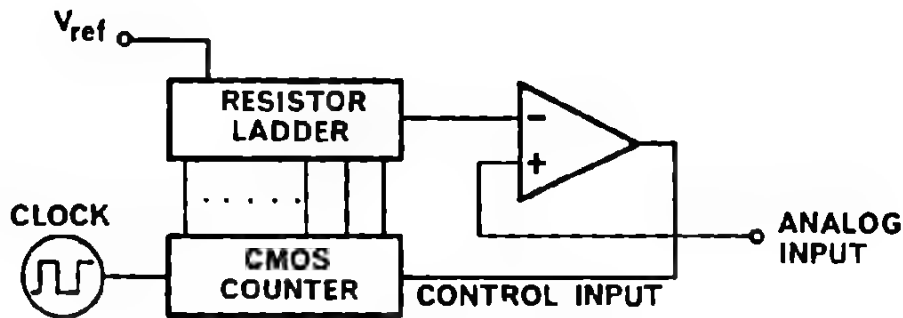 Vref
RESISTOR
LADDER
−
+
CLOCK
CMOS
COUNTER
CONTROL INPUT
ANALOG
INPUT